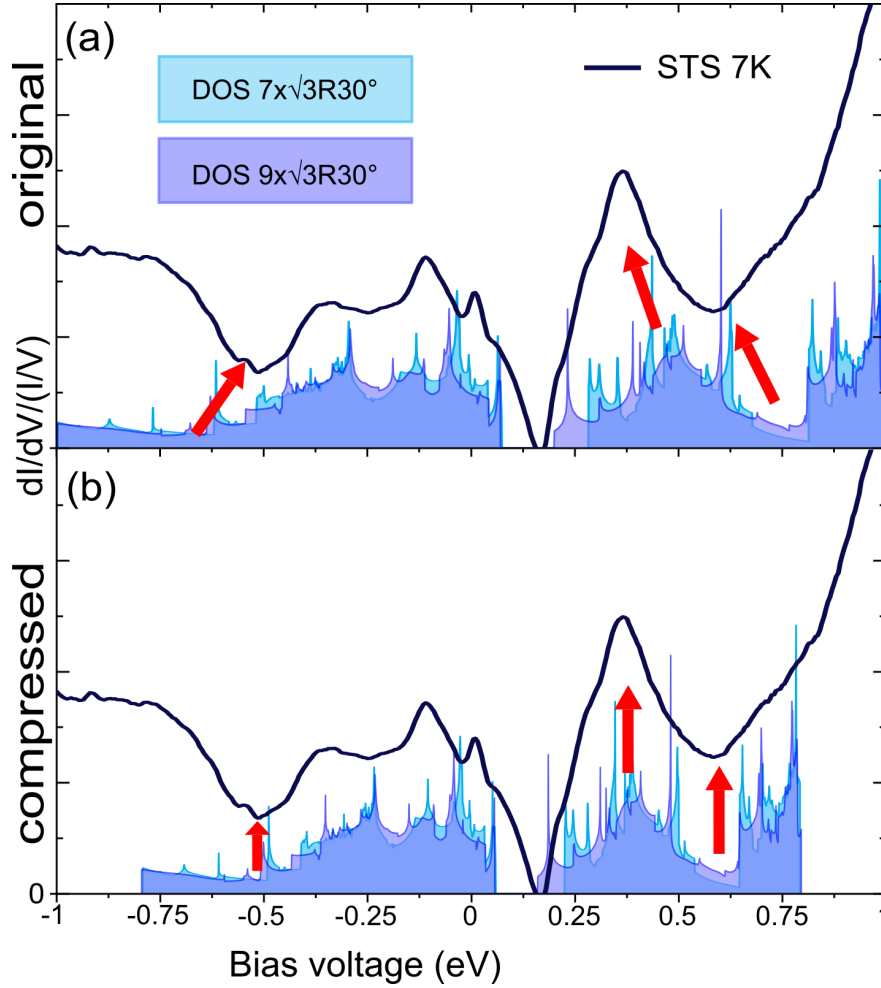 (a)
original
DOS 7x√3R30°
DOS 9x√3R30°
STS 7K
dI/dV/(I/V)
(b)
compressed
0
-1 -0.75 -0.5 -0.25 0 0.25 0.5 0.75
Bias voltage (eV)